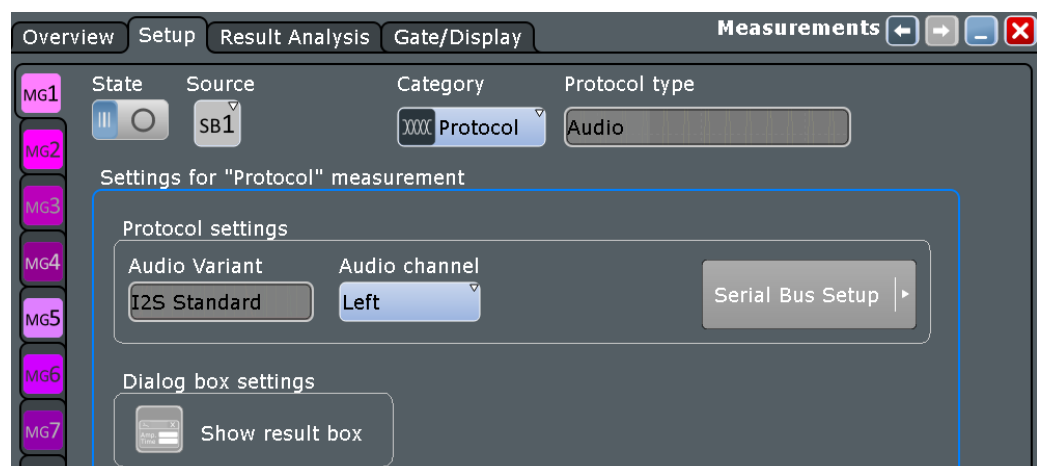 Overview Setup Result Analysis Gate/Display Measurements
MG1 State Source Category Protocol type
SB1 Protocol Audio
MG2
Settings for "Protocol" measurement
MG3
Protocol settings
MG4 Audio Variant Audio channel
I2S Standard Left Serial Bus Setup
MG5
MG6 Dialog box settings
MG7 Show result box